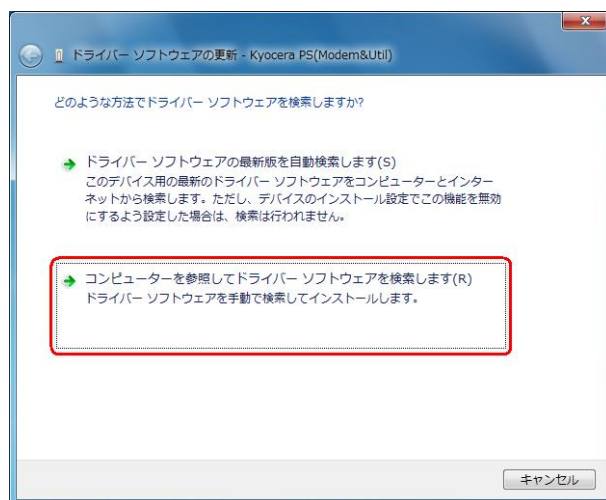 ドライバー ソフトウェアの更新 - Kyocera PS(Modem&Util)
どのような方法でドライバー ソフトウェアを検索しますか?
ドライバー ソフトウェアの最新版を自動検索します(S)
このデバイス用の最新のドライバー ソフトウェアをコンピューターとインター
ネットから検索します。ただし、デバイスのインストール設定でこの機能を無効
にするよう設定した場合は、検索は行われません。
コンピューターを参照してドライバー ソフトウェアを検索します(R)
ドライバー ソフトウェアを手動で検索してインストールします。
キャンセル